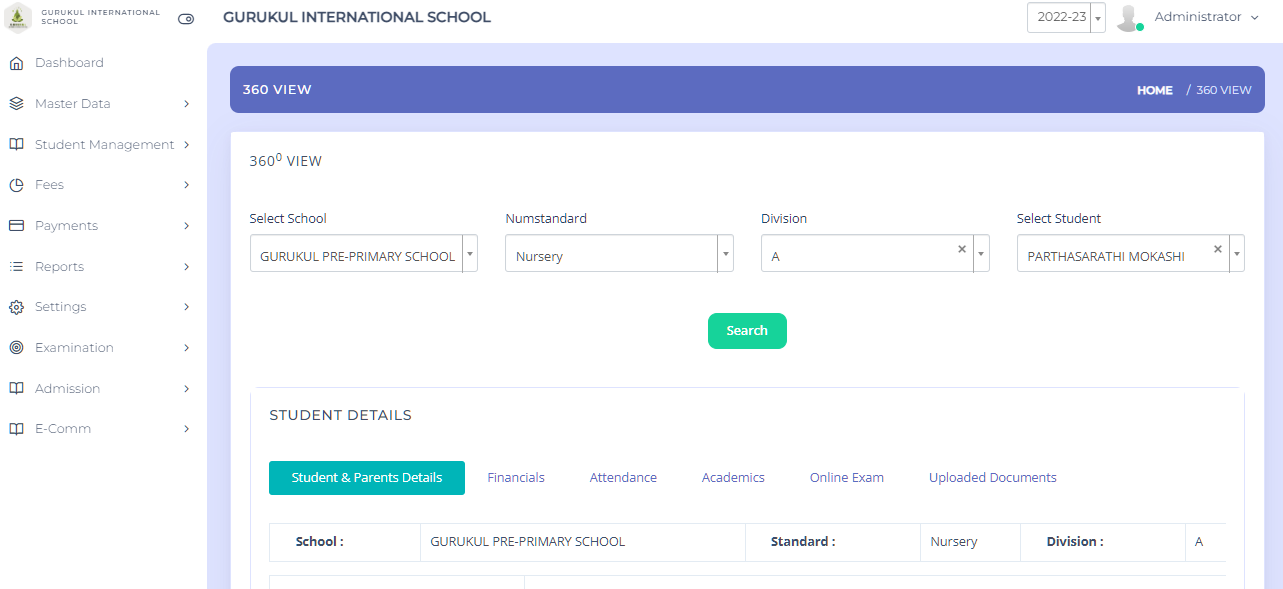 GURUKUL INTERNATIONAL
SCHOOL
GURUKUL INTERNATIONAL SCHOOL
2022-23
Administrator
Dashboard
Master Data
Student Management
Fees
Payments
Reports
Settings
Examination
Admission
E-Comm
360 VIEW
HOME / 360 VIEW
360⁰ VIEW
Select School Numstandard Division Select Student
GURUKUL PRE-PRIMARY SCHOOL Nursery A × PARTHASARATHI MOKASHI ×
Search
STUDENT DETAILS
Student & Parents Details Financials Attendance Academics Online Exam Uploaded Documents
School : GURUKUL PRE-PRIMARY SCHOOL Standard : Nursery Division : A